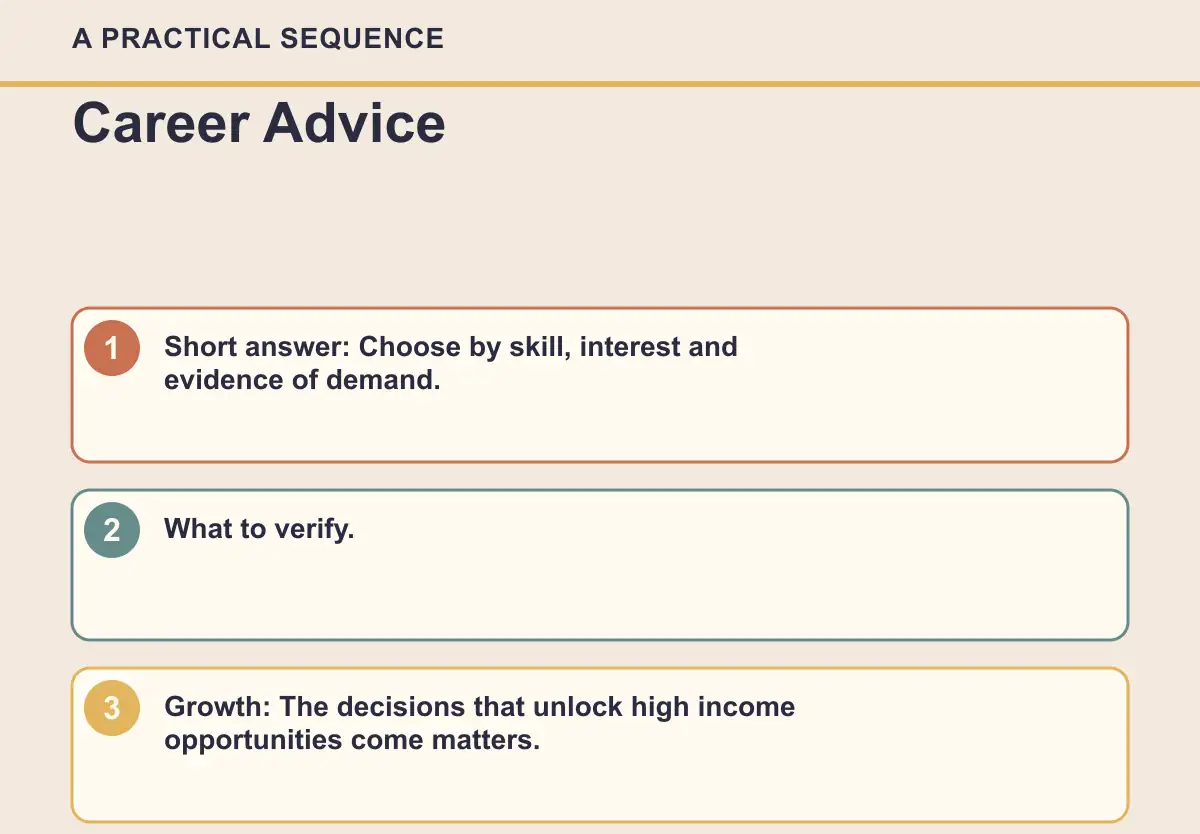 A PRACTICAL SEQUENCE
Career Advice
1
Short answer: Choose by skill, interest and
evidence of demand.
2
What to verify.
3
Growth: The decisions that unlock high income
opportunities come matters.